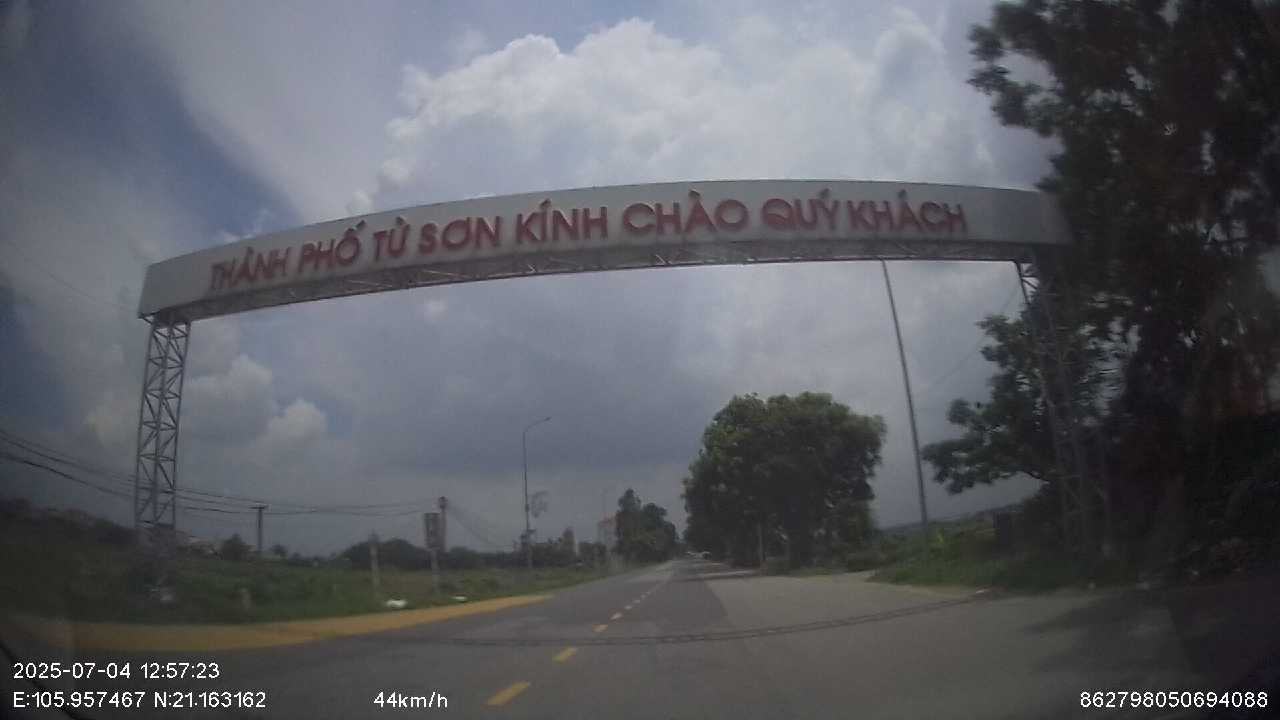 THÀNH PHỐ TỪ SƠN KÍNH CHÀO QUÝ KHÁCH
2025-07-04 12:57:23
E:105.957467 N:21.163162 44km/h 862798050694088